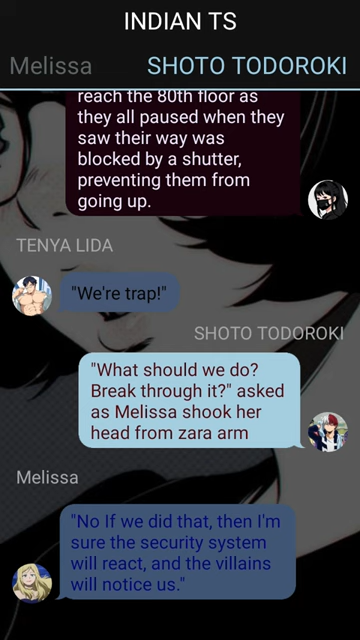 INDIAN TS
Melissa
SHOTO TODOROKI
reach the 80th floor as
they all paused when they
saw their way was
blocked by a shutter,
preventing them from
going up.
TENYA LIDA
"We're trap!"
SHOTO TODOROKI
"What should we do?
Break through it?" asked
as Melissa shook her
head from zara arm
Melissa
"No If we did that, then I'm
sure the security system
will react, and the villains
will notice us."